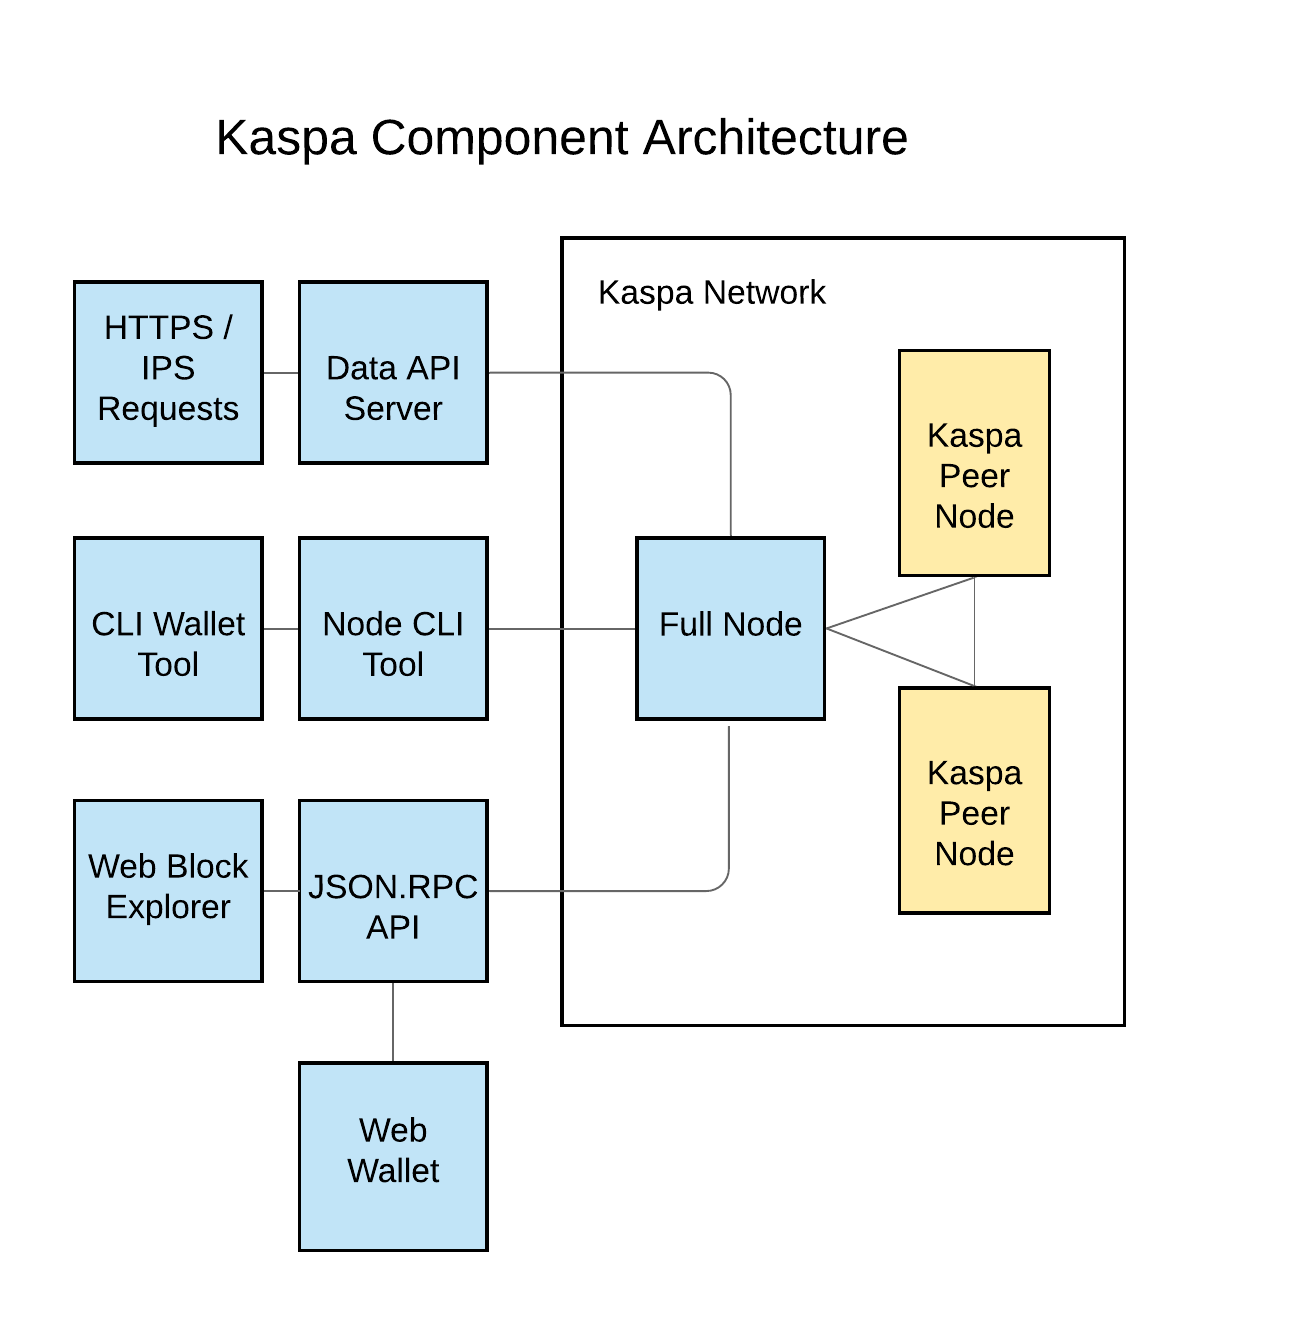 Kaspa Component Architecture
Kaspa Network
HTTPS /
IPS
Requests
Data API
Server
Kaspa
Peer
Node
CLI Wallet
Tool
Node CLI
Tool
Full Node
Kaspa
Peer
Node
Web Block
Explorer
JSON.RPC
API
Web
Wallet